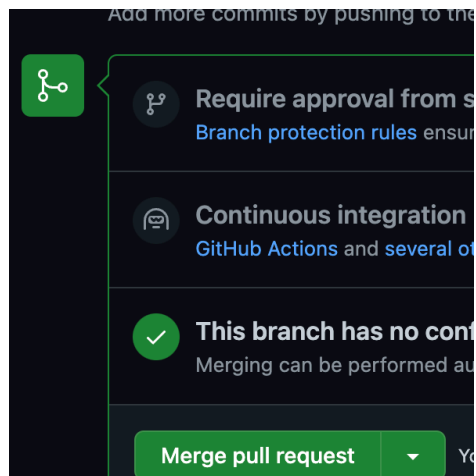 Add more commits by pushing to the
Require approval from s
Branch protection rules ensur
Continuous integration
GitHub Actions and several ot
This branch has no conf
Merging can be performed au
Merge pull request Yo